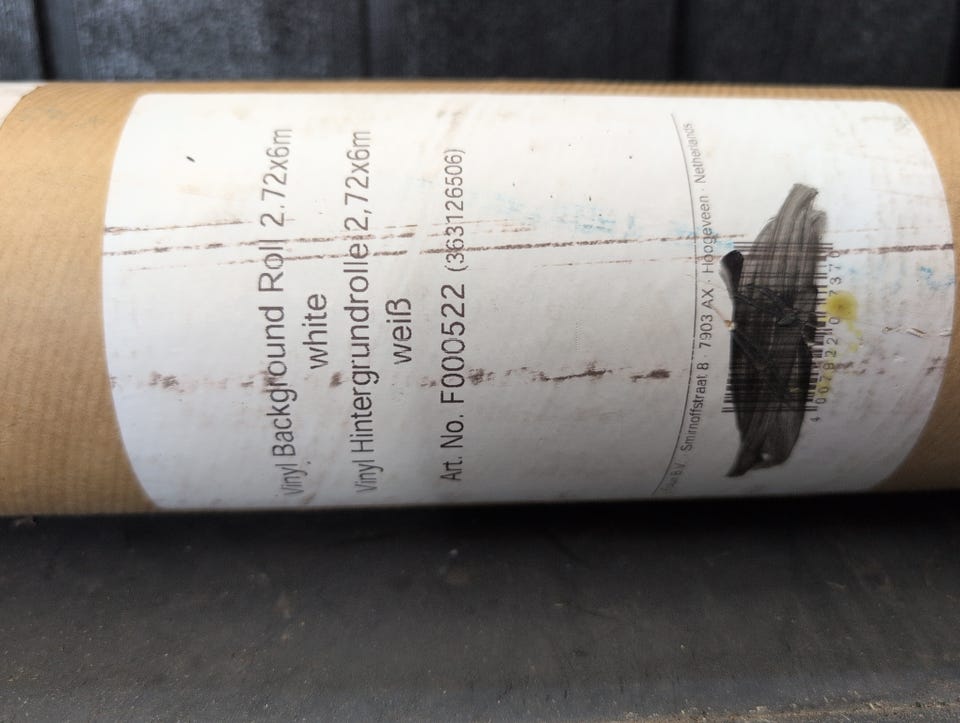 Vinyl Background Roll 2.72x6m
white
Vinyl Hintergrundrolle 2,72x6m
weiß
Art. No. F000522 (363126506)
B.V. · Smirnoffstraat 8 · 7903 AX · Hoogeveen · Netherlands